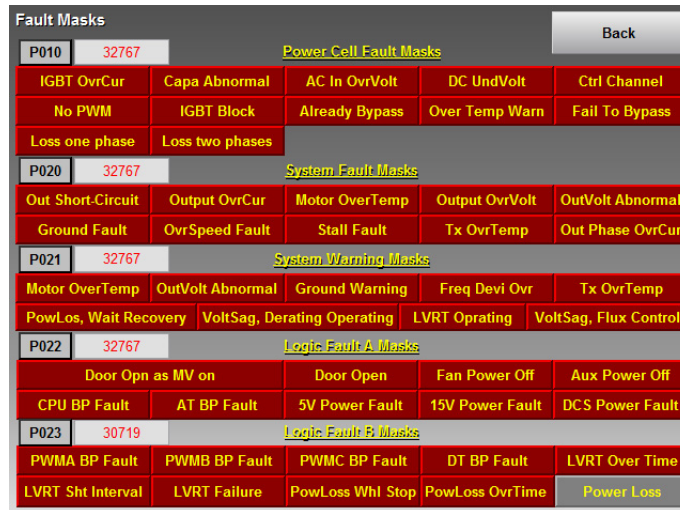 Fault Masks
Back
P010 32767 Power Cell Fault Masks
IGBT OvrCur Capa Abnormal AC In OvrVolt DC UndVolt Ctrl Channel
No PWM IGBT Block Already Bypass Over Temp Warn Fail To Bypass
Loss one phase Loss two phases
P020 32767 System Fault Masks
Out Short-Circuit Output OvrCur Motor OverTemp Output OvrVolt OutVolt Abnormal
Ground Fault OvrSpeed Fault Stall Fault Tx OvrTemp Out Phase OvrCur
P021 32767 System Warning Masks
Motor OverTemp OutVolt Abnormal Ground Warning Freq Devi Ovr Tx OvrTemp
PowLos, Wait Recovery VoltSag, Derating Operating LVRT Oprating VoltSag, Flux Control
P022 32767 Logic Fault A Masks
Door Opn as MV on Door Open Fan Power Off Aux Power Off
CPU BP Fault AT BP Fault 5V Power Fault 15V Power Fault DCS Power Fault
P023 30719 Logic Fault B Masks
PWMA BP Fault PWMB BP Fault PWMC BP Fault DT BP Fault LVRT Over Time
LVRT Sht Interval LVRT Failure PowLoss Whl Stop PowLoss OvrTime Power Loss